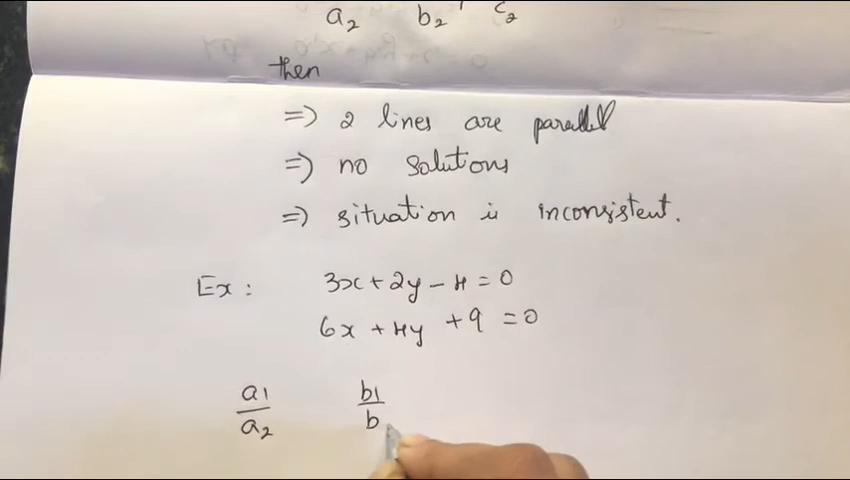 a2 b2 c2
then
=> 2 lines are parallel
=> no solutions
=> situation is inconsistent.
Ex: 3x + 2y - 4 = 0
6x + 4y + 9 = 0
a1 b1
a2 b